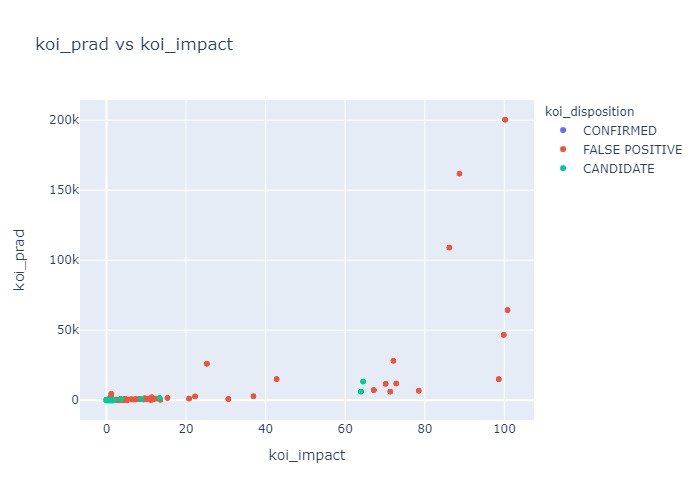 koi_prad vs koi_impact
koi_disposition
CONFIRMED
FALSE POSITIVE
CANDIDATE
200k
150k
100k
50k
0
koi_prad
0 20 40 60 80 100
koi_impact